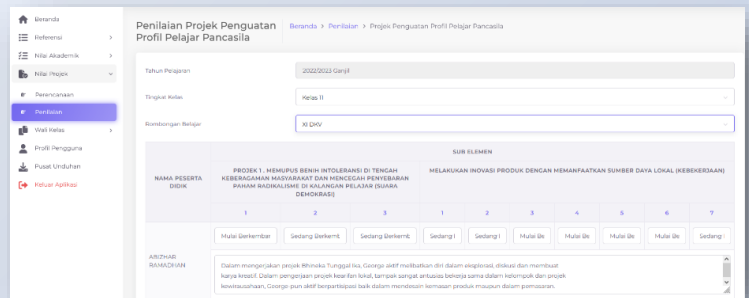 Beranda
Referensi
Nilai Akademik
Nilai Projek
Perencanaan
Penilaian
Wali Kelas
Profil Pengguna
Pusat Unduhan
Keluar Aplikasi
Penilaian Projek Penguatan
Profil Pelajar Pancasila
Beranda > Penilaian > Projek Penguatan Profil Pelajar Pancasila
Tahun Pelajaran
2022/2023 Ganjil
Tingkat Kelas
Kelas 11
Rombongan Belajar
XI DKV
SUB ELEMEN
NAMA PESERTA
DIDIK
PROJEK 1 . MEMUPUS BENIH INTOLERANSI DI TENGAH
KEBERAGAMAN MASYARAKAT DAN MENCEGAH PENYEBARAN
PAHAM RADIKALISME DI KALANGAN PELAJAR (SUARA
DEMOKRASI)
MELAKUKAN INOVASI PRODUK DENGAN MEMANFAATKAN SUMBER DAYA LOKAL (KEBEKERJAAN)
1 2 3 1 2 3 4 5 6 7
Mulai Berkembar Sedang Berkemb Sedang Berkemb Sedang I Sedang I Mulai Be Mulai Be Mulai Be Mulai Be Sedang I
ABIZHAR
RAMADHAN
Dalam mengerjakan projek Bhineka Tunggal Ika, George aktif melibatkan diri dalam eksplorasi, diskusi dan membuat
karya kreatif. Dalam pengerjaan projek kearifan lokal, tampak sangat antusias bekerja sama dalam kelompok dan projek
kewirausahaan, George pun aktif berpartisipasi baik dalam mendesain kemasan produk maupun dalam pemasaran.